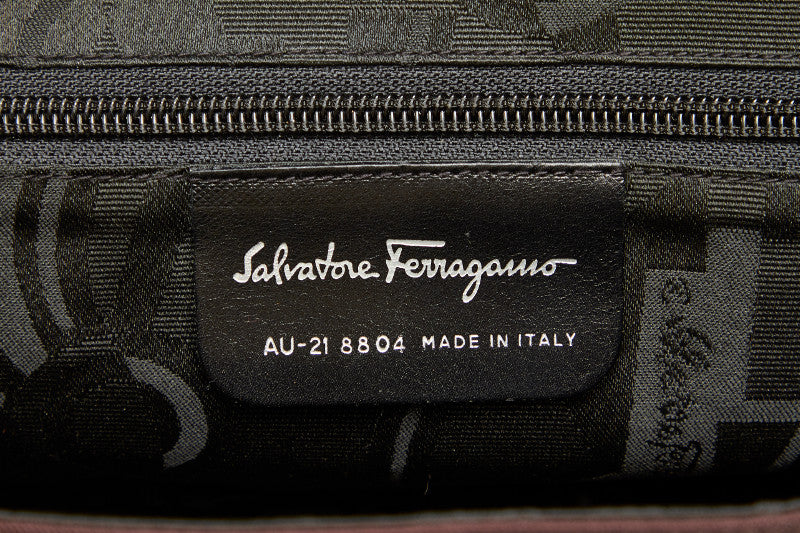 Salvatore Ferragamo
AU-21 8804 MADE IN ITALY